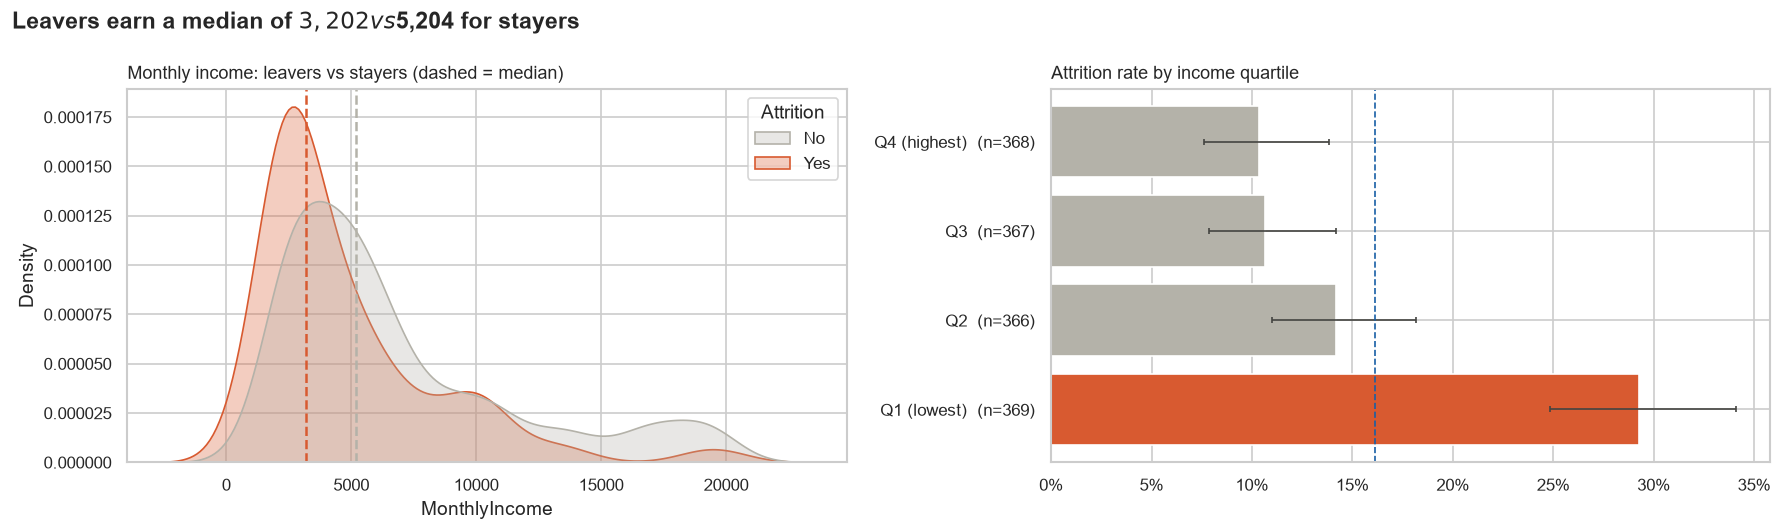 Leavers earn a median of 3,202vs5,204 for stayers
Monthly income: leavers vs stayers (dashed = median)
Density
0.000175
0.000150
0.000125
0.000100
0.000075
0.000050
0.000025
0.000000
0
5000
10000
15000
20000
MonthlyIncome
Attrition
No
Yes
Attrition rate by income quartile
Q4 (highest) (n=368)
Q3 (n=367)
Q2 (n=366)
Q1 (lowest) (n=369)
0%
5%
10%
15%
20%
25%
30%
35%